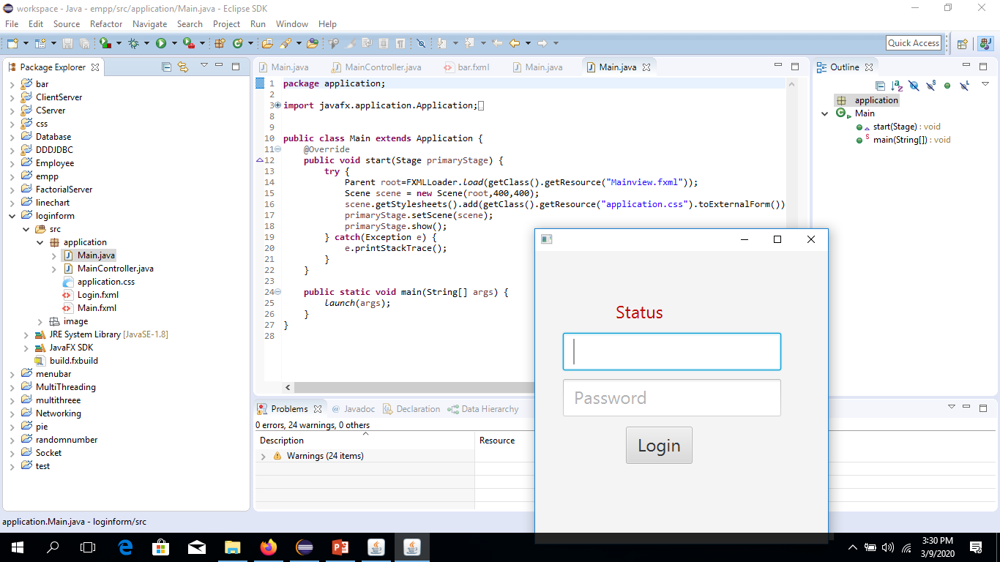 workspace - Java - empp/src/application/Main.java - Eclipse SDK
File Edit Source Refactor Navigate Search Project Run Window Help
Quick Access
Package Explorer
bar
ClientServer
CServer
css
Database
DDDJDBC
Employee
empp
FactorialServer
linechart
loginform
src
application
Main.java
MainController.java
application.css
Login.fxml
Main.fxml
image
JRE System Library [JavaSE-1.8]
JavaFX SDK
build.fxbuild
menubar
MultiThreading
multithreee
Networking
pie
randomnumber
Socket
test
Main.java MainController.java bar.fxml Main.java Main.java
1 package application;
2
3 import javafx.application.Application;
8
9
10 public class Main extends Application {
11 @Override
12 public void start(Stage primaryStage) {
13 try {
14 Parent root=FXMLLoader.load(getClass().getResource("Mainview.fxml"));
15 Scene scene = new Scene(root,400,400);
16 scene.getStylesheets().add(getClass().getResource("application.css").toExternalForm())
17 primaryStage.setScene(scene);
18 primaryStage.show();
19 } catch(Exception e) {
20 e.printStackTrace();
21 }
22 }
23
24 public static void main(String[] args) {
25 launch(args);
26 }
27 }
28
Outline
application
Main
start(Stage) : void
main(String[]) : void
Problems Javadoc Declaration Data Hierarchy
0 errors, 24 warnings, 0 others
Description Resource
Warnings (24 items)
Status
Password
Login
application.Main.java - loginform/src
3:30 PM
3/9/2020